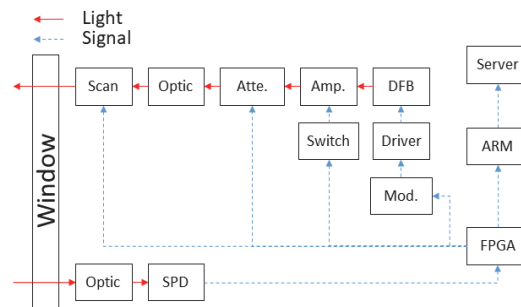 Light
Signal
Window
Scan
Optic
Atte.
Amp.
DFB
Server
Switch
Driver
ARM
Mod.
FPGA
Optic
SPD